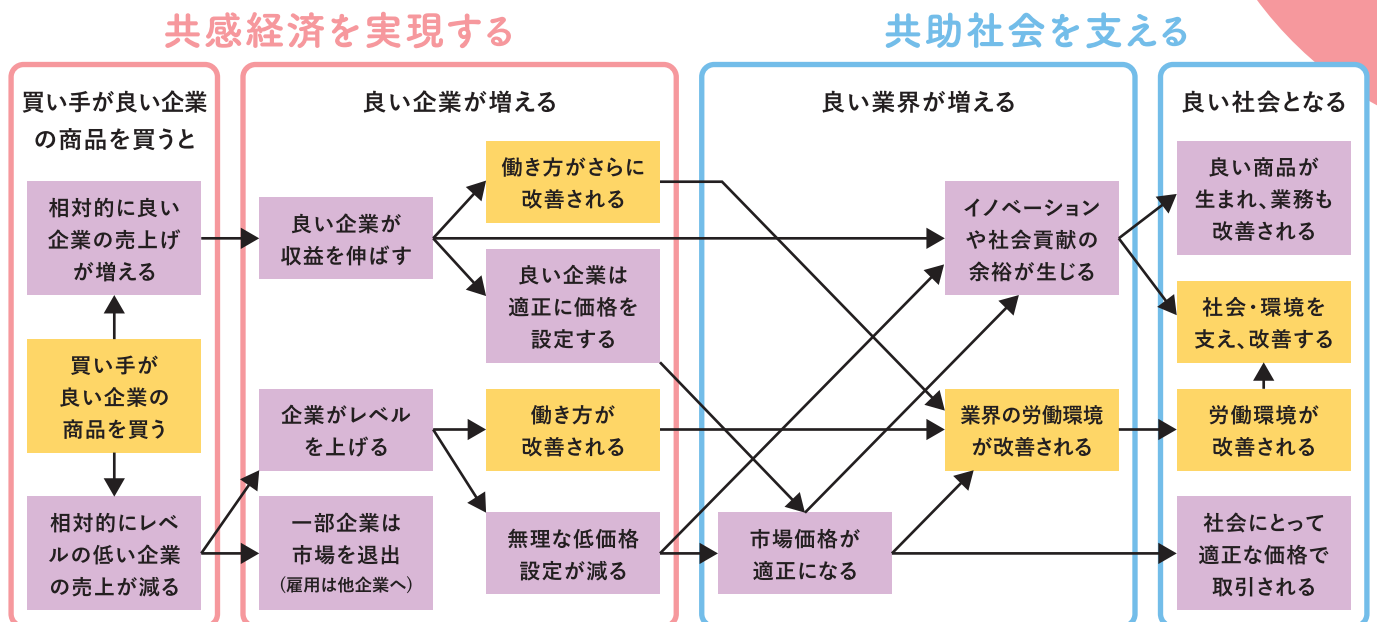 共感経済を実現する
共助社会を支える
買い手が良い企業
の商品を買うと
相対的に良い
企業の売上げ
が増える
買い手が
良い企業の
商品を買う
相対的にレベ
ルの低い企業
の売上が減る
良い企業が増える
良い企業が
収益を伸ばす
働き方がさらに
改善される
良い企業は
適正に価格を
設定する
企業がレベル
を上げる
働き方が
改善される
一部企業は
市場を退出
(雇用は他企業へ)
無理な低価格
設定が減る
良い業界が増える
イノベーション
や社会貢献の
余裕が生じる
業界の労働環境
が改善される
市場価格が
適正になる
良い社会となる
良い商品が
生まれ、業務も
改善される
社会・環境を
支え、改善する
労働環境が
改善される
社会にとって
適正な価格で
取引される